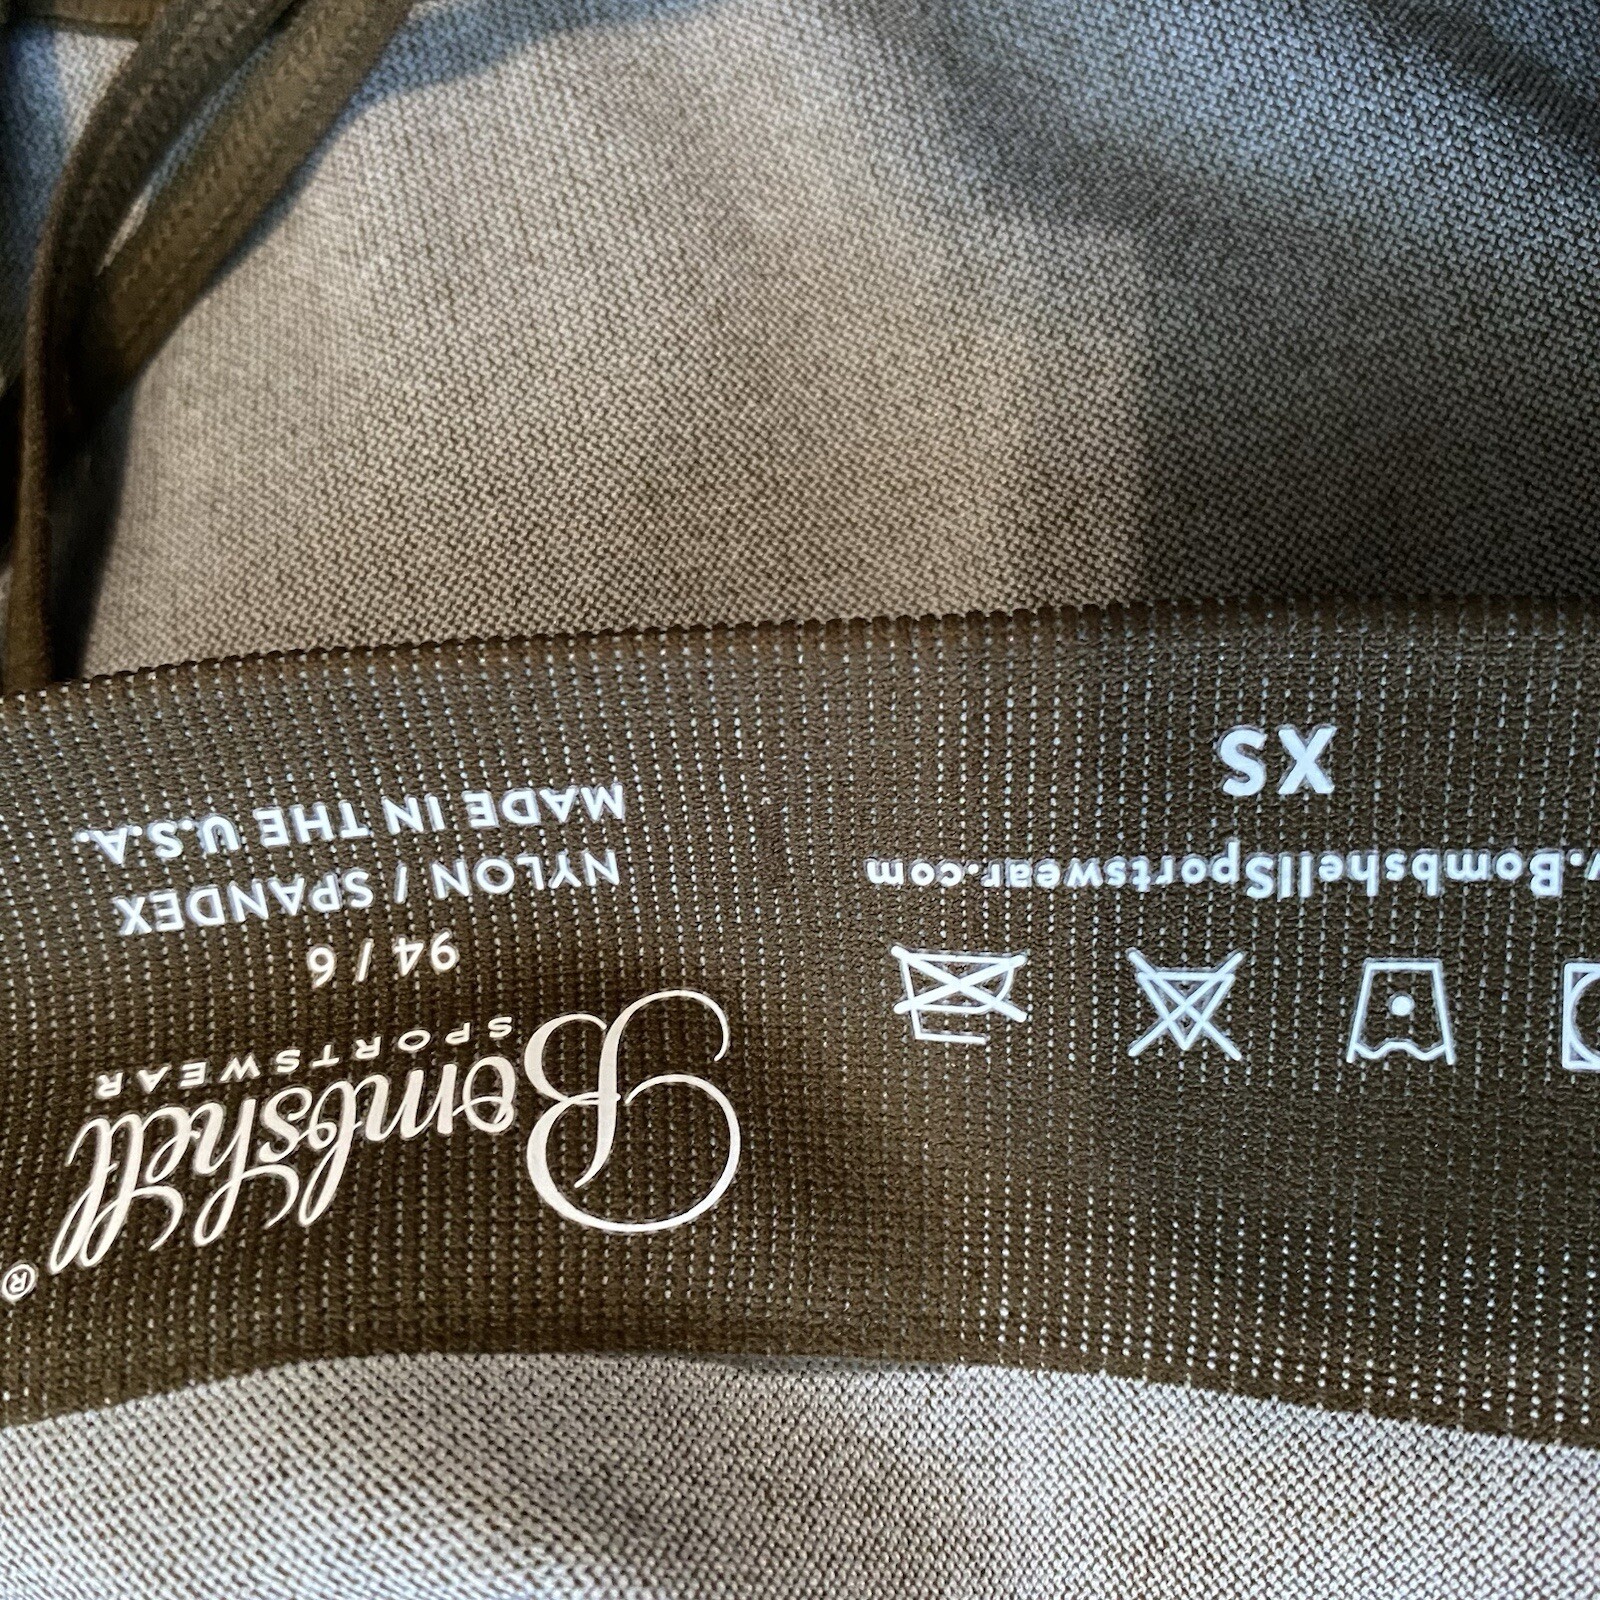 Bombshell®
SPORTSWEAR
94 / 6
NYLON / SPANDEX
MADE IN THE U.S.A.
.BombshellSportswear.com
XS